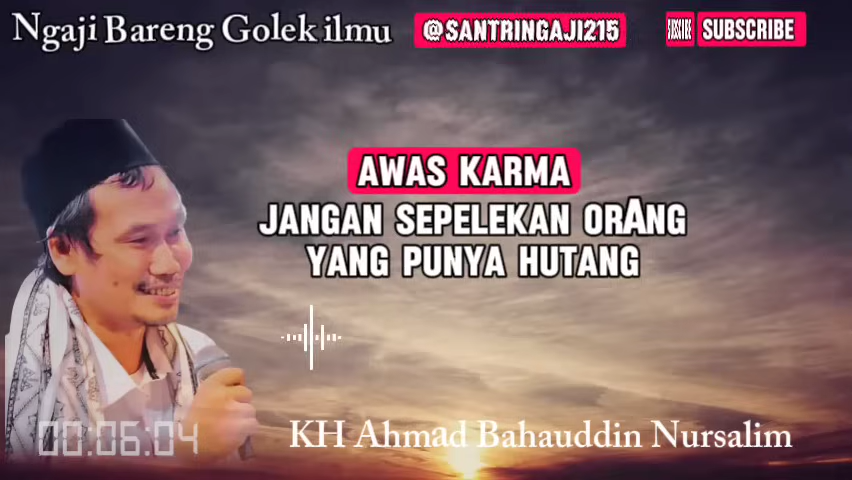 Ngaji Bareng Golek ilmu
@SANTRINGAJI215
SUBSCRIBE SUBSCRIBE
AWAS KARMA
JANGAN SEPELEKAN ORANG
YANG PUNYA HUTANG
00:06:04
KH Ahmad Bahauddin Nursalim